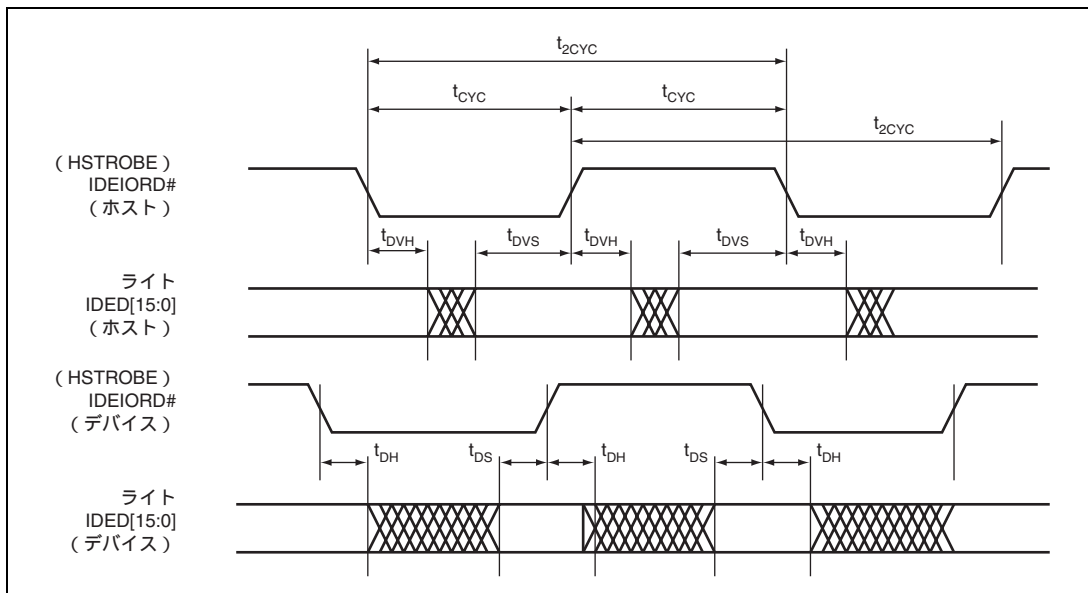 t2CYC
tCYC tCYC
t2CYC
(HSTROBE)
IDEIORD#
(ホスト)
tDVH tDVS tDVH tDVS tDVH
ライト
IDED[15:0]
(ホスト)
(HSTROBE)
IDEIORD#
(デバイス)
tDH tDS tDH tDS tDH
ライト
IDED[15:0]
(デバイス)